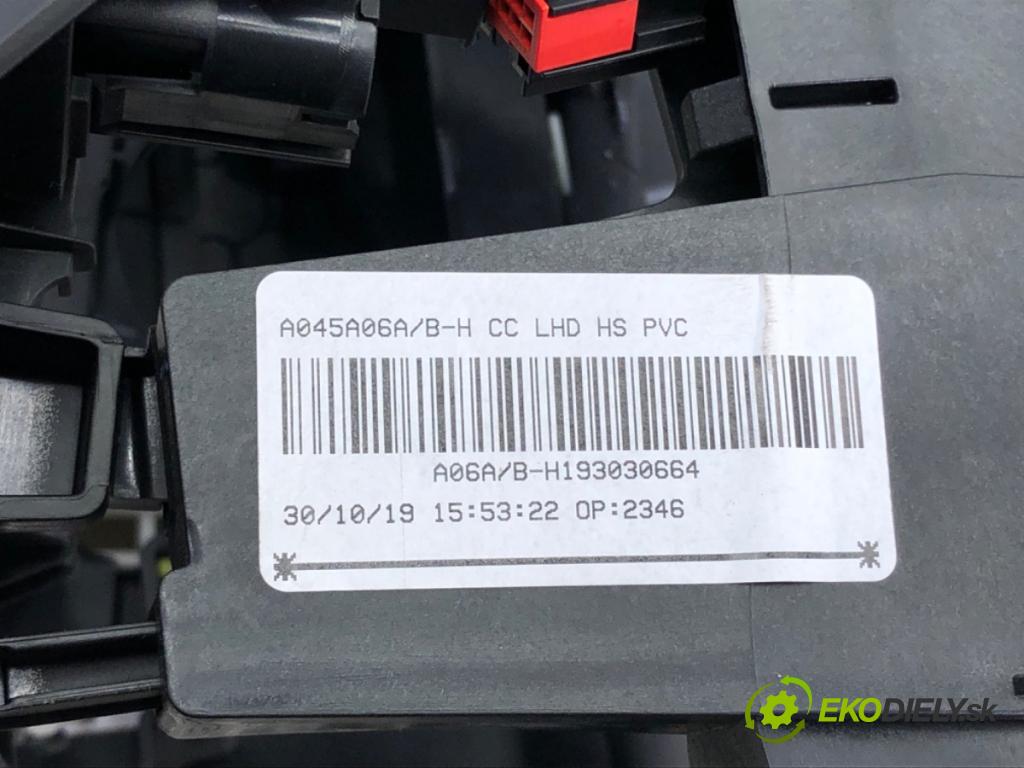 A045A06A/B-H CC LHD HS PVC
A06A/B-H193030664
30/10/19 15:53:22 OP:2346
EKODIELY.sk